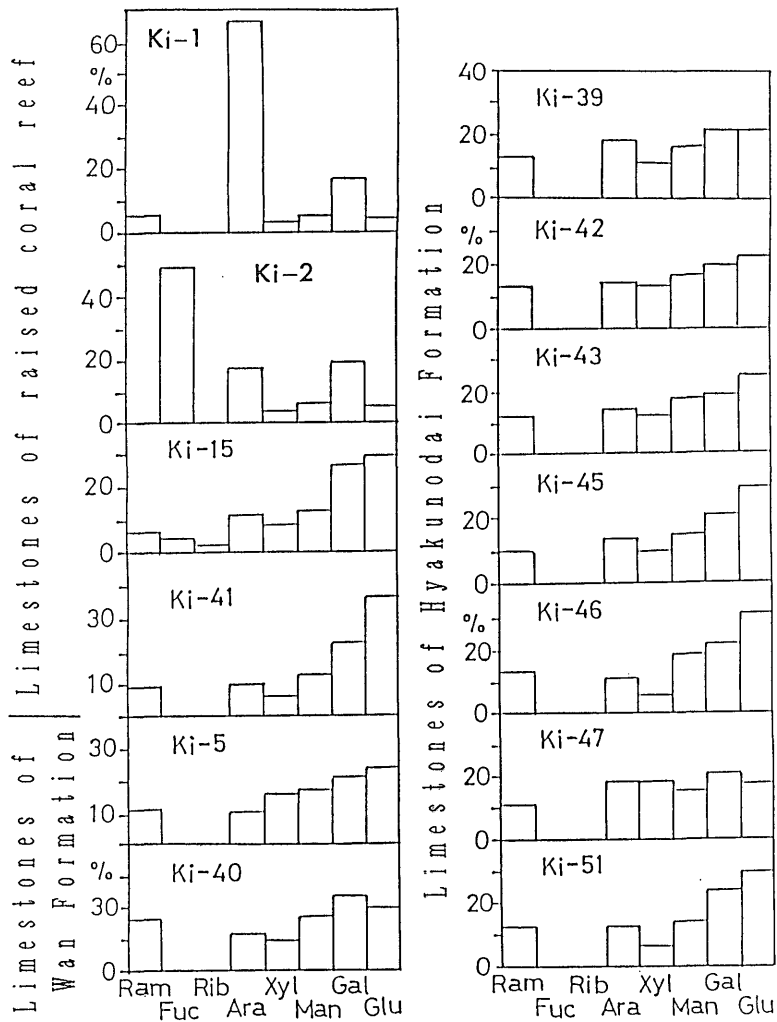 Limestones of raised coral reef
Limestones of
Wan Formation
Ki-1
60
%
40
20
0
Ki-2
40
20
0
Ki-15
20
0
Ki-41
30
10
Ki-5
30
10
Ki-40
%
30
0
Ram Rib Xyl Gal
Fuc Ara Man Glu
Limestones of Hyakunodai Formation
40
Ki-39
20
0
%
Ki-42
20
0
Ki-43
20
0
Ki-45
20
0
%
Ki-46
20
0
Ki-47
20
0
Ki-51
20
0
Ram Rib Xyl Gal
Fuc Ara Man Glu